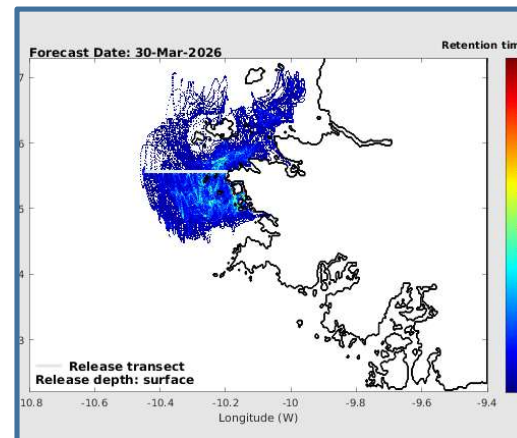 Forecast Date: 30-Mar-2026
Retention tim
7
6
5
4
3
Release transect
Release depth: surface
10.8
-10.6
-10.4
-10.2
-10
-9.8
-9.6
-9.4
Longitude (W)